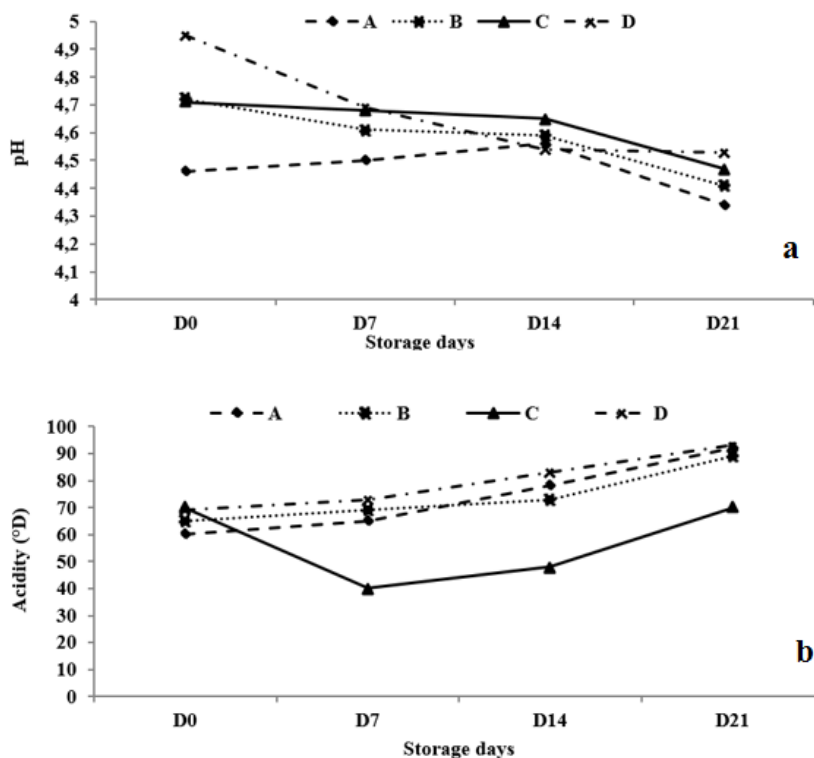 A B C D
5
4,9
4,8
4,7
4,6
4,5
4,4
4,3
4,2
4,1
4
pH
a
D0 D7 D14 D21
Storage days
A B C D
100
90
80
70
60
50
40
30
20
10
0
Acidity (°D)
b
D0 D7 D14 D21
Storage days